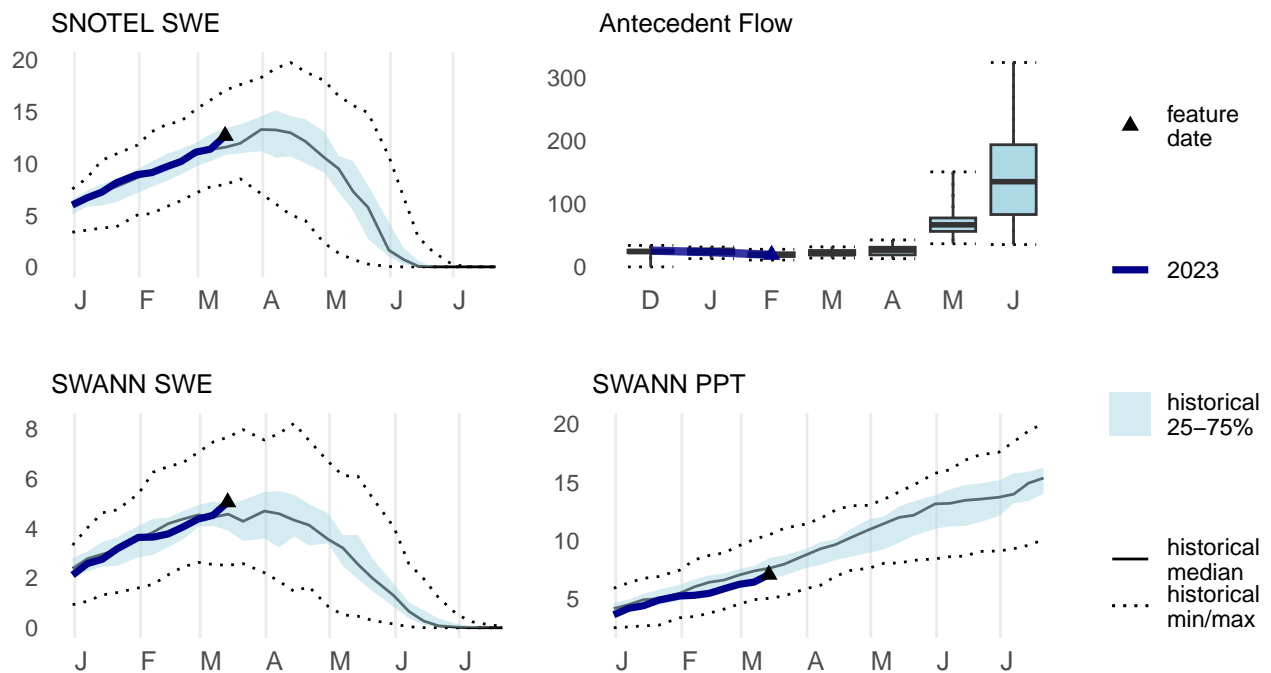 SNOTEL SWE
20
15
10
5
0
J F M A M J J
Antecedent Flow
300
200
100
0
D J F M A M J
feature
date
2023
SWANN SWE
8
6
4
2
0
J F M A M J J
SWANN PPT
20
15
10
5
J F M A M J J
historical
25–75%
historical
median
historical
min/max